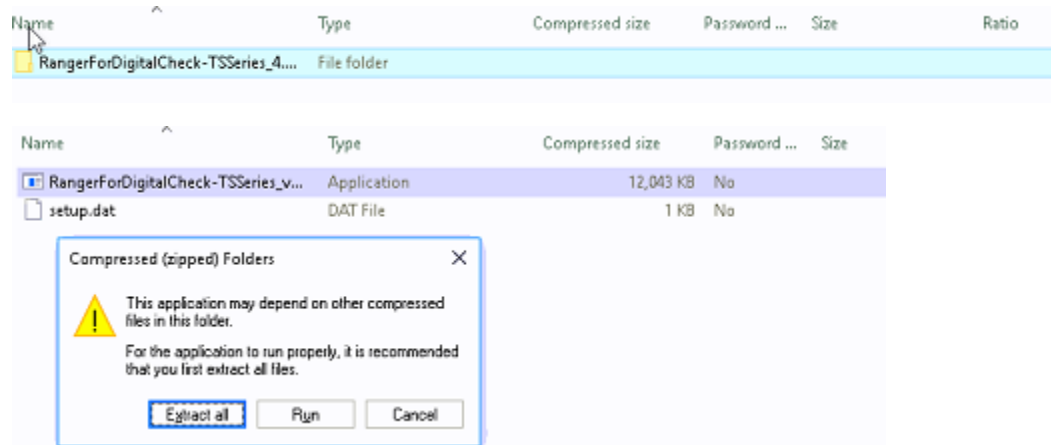 Name Type Compressed size Password ... Size Ratio
RangerForDigitalCheck-TSSeries_4.... File folder
Name Type Compressed size Password ... Size
RangerForDigitalCheck-TSSeries_v... Application 12,043 KB No
setup.dat DAT File 1 KB No
Compressed (zipped) Folders
This application may depend on other compressed
files in this folder.
For the application to run properly, it is recommended
that you first extract all files.
Extract all Run Cancel